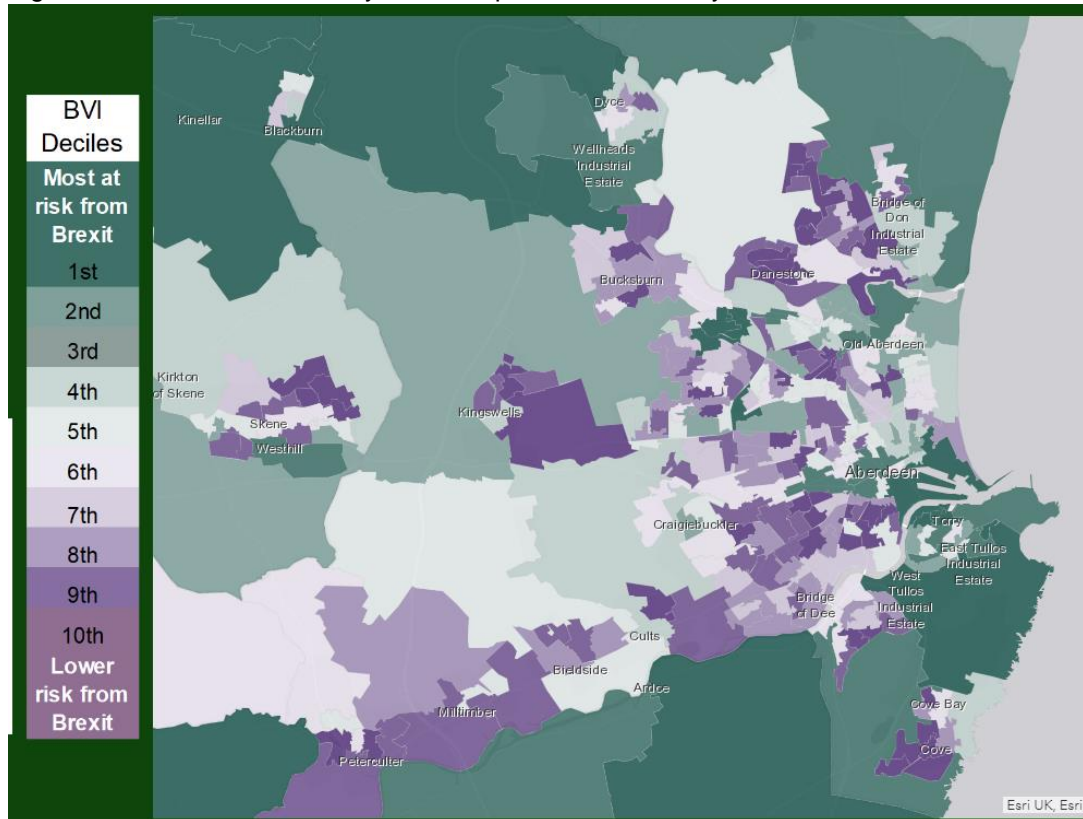 BVI
Deciles
Most at
risk from
Brexit
1st
2nd
3rd
4th
5th
6th
7th
8th
9th
10th
Lower
risk from
Brexit
Kinellar
Blackburn
Dyce
Wellheads
Industrial
Estate
Bridge of
Don
Industrial
Estate
Bucksburn
Danestone
Old Aberdeen
Kirkton
of Skene
Skene
Westhill
Kingswells
Aberdeen
Craigiebuckler
Torry
East Tullos
Industrial
Estate
West
Tullos
Industrial
Estate
Bridge
of Dee
Cults
Bieldside
Ardoe
Milltimber
Peterculter
Cove Bay
Cove
Esri UK, Esri